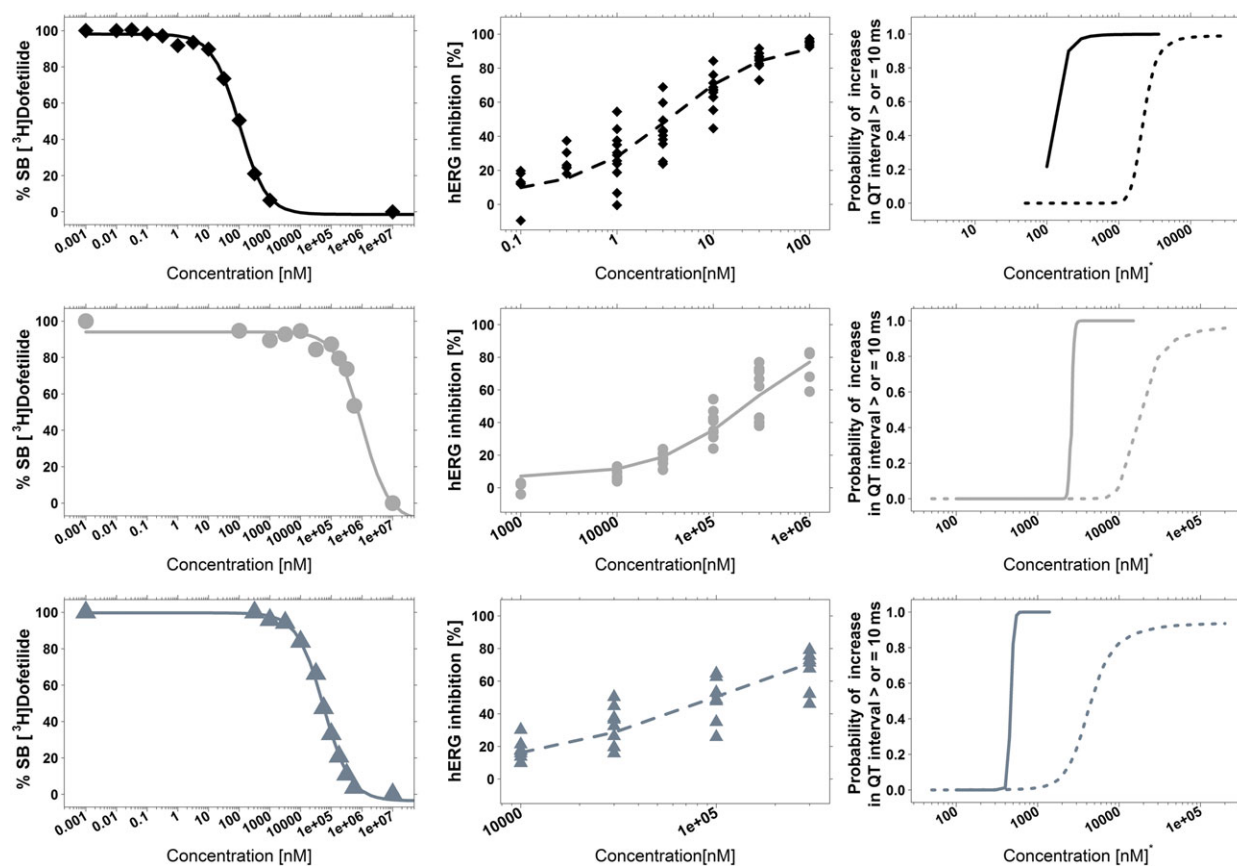 % SB [³H]Dofetilide
100
80
60
40
20
0
0.001
0.01
0.1
1
10
100
1000
10000
1e+05
1e+06
1e+07
Concentration [nM]
hERG inhibition [%]
100
80
60
40
20
0
0.1
1
10
100
Concentration[nM]
Probability of increase
in QT interval > or = 10 ms
1.0
0.8
0.6
0.4
0.2
0.0
10
100
1000
10000
Concentration [nM]*
% SB [³H]Dofetilide
100
80
60
40
20
0
0.001
0.01
0.1
1
10
100
1000
10000
1e+05
1e+06
1e+07
Concentration [nM]
hERG inhibition [%]
100
80
60
40
20
0
1000
10000
1e+05
1e+06
Concentration[nM]
Probability of increase
in QT interval > or = 10 ms
1.0
0.8
0.6
0.4
0.2
0.0
100
1000
10000
1e+05
Concentration [nM]*
% SB [³H]Dofetilide
100
80
60
40
20
0
0.001
0.01
0.1
1
10
100
1000
10000
1e+05
1e+06
1e+07
Concentration [nM]
hERG inhibition [%]
100
80
60
40
20
0
10000
1e+05
Concentration[nM]
Probability of increase
in QT interval > or = 10 ms
1.0
0.8
0.6
0.4
0.2
0.0
100
1000
10000
1e+05
Concentration [nM]*